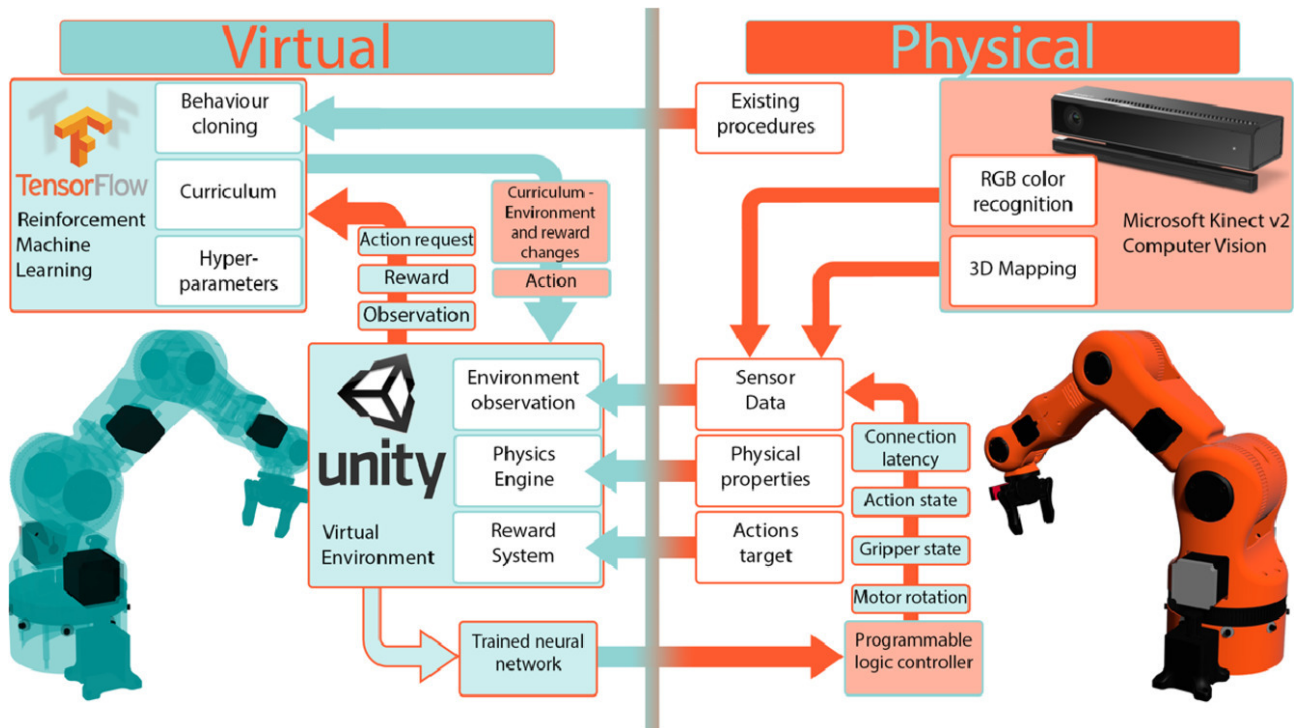 Virtual
Physical
TensorFlow
Reinforcement
Machine
Learning
Behaviour
cloning
Curriculum
Hyper-
parameters
Existing
procedures
RGB color
recognition
3D Mapping
Microsoft Kinect v2
Computer Vision
Action request
Reward
Observation
Curriculum -
Environment
and reward
changes
Action
unity
Virtual
Environment
Environment
observation
Physics
Engine
Reward
System
Sensor
Data
Physical
properties
Actions
target
Connection
latency
Action state
Gripper state
Motor rotation
Trained neural
network
Programmable
logic controller